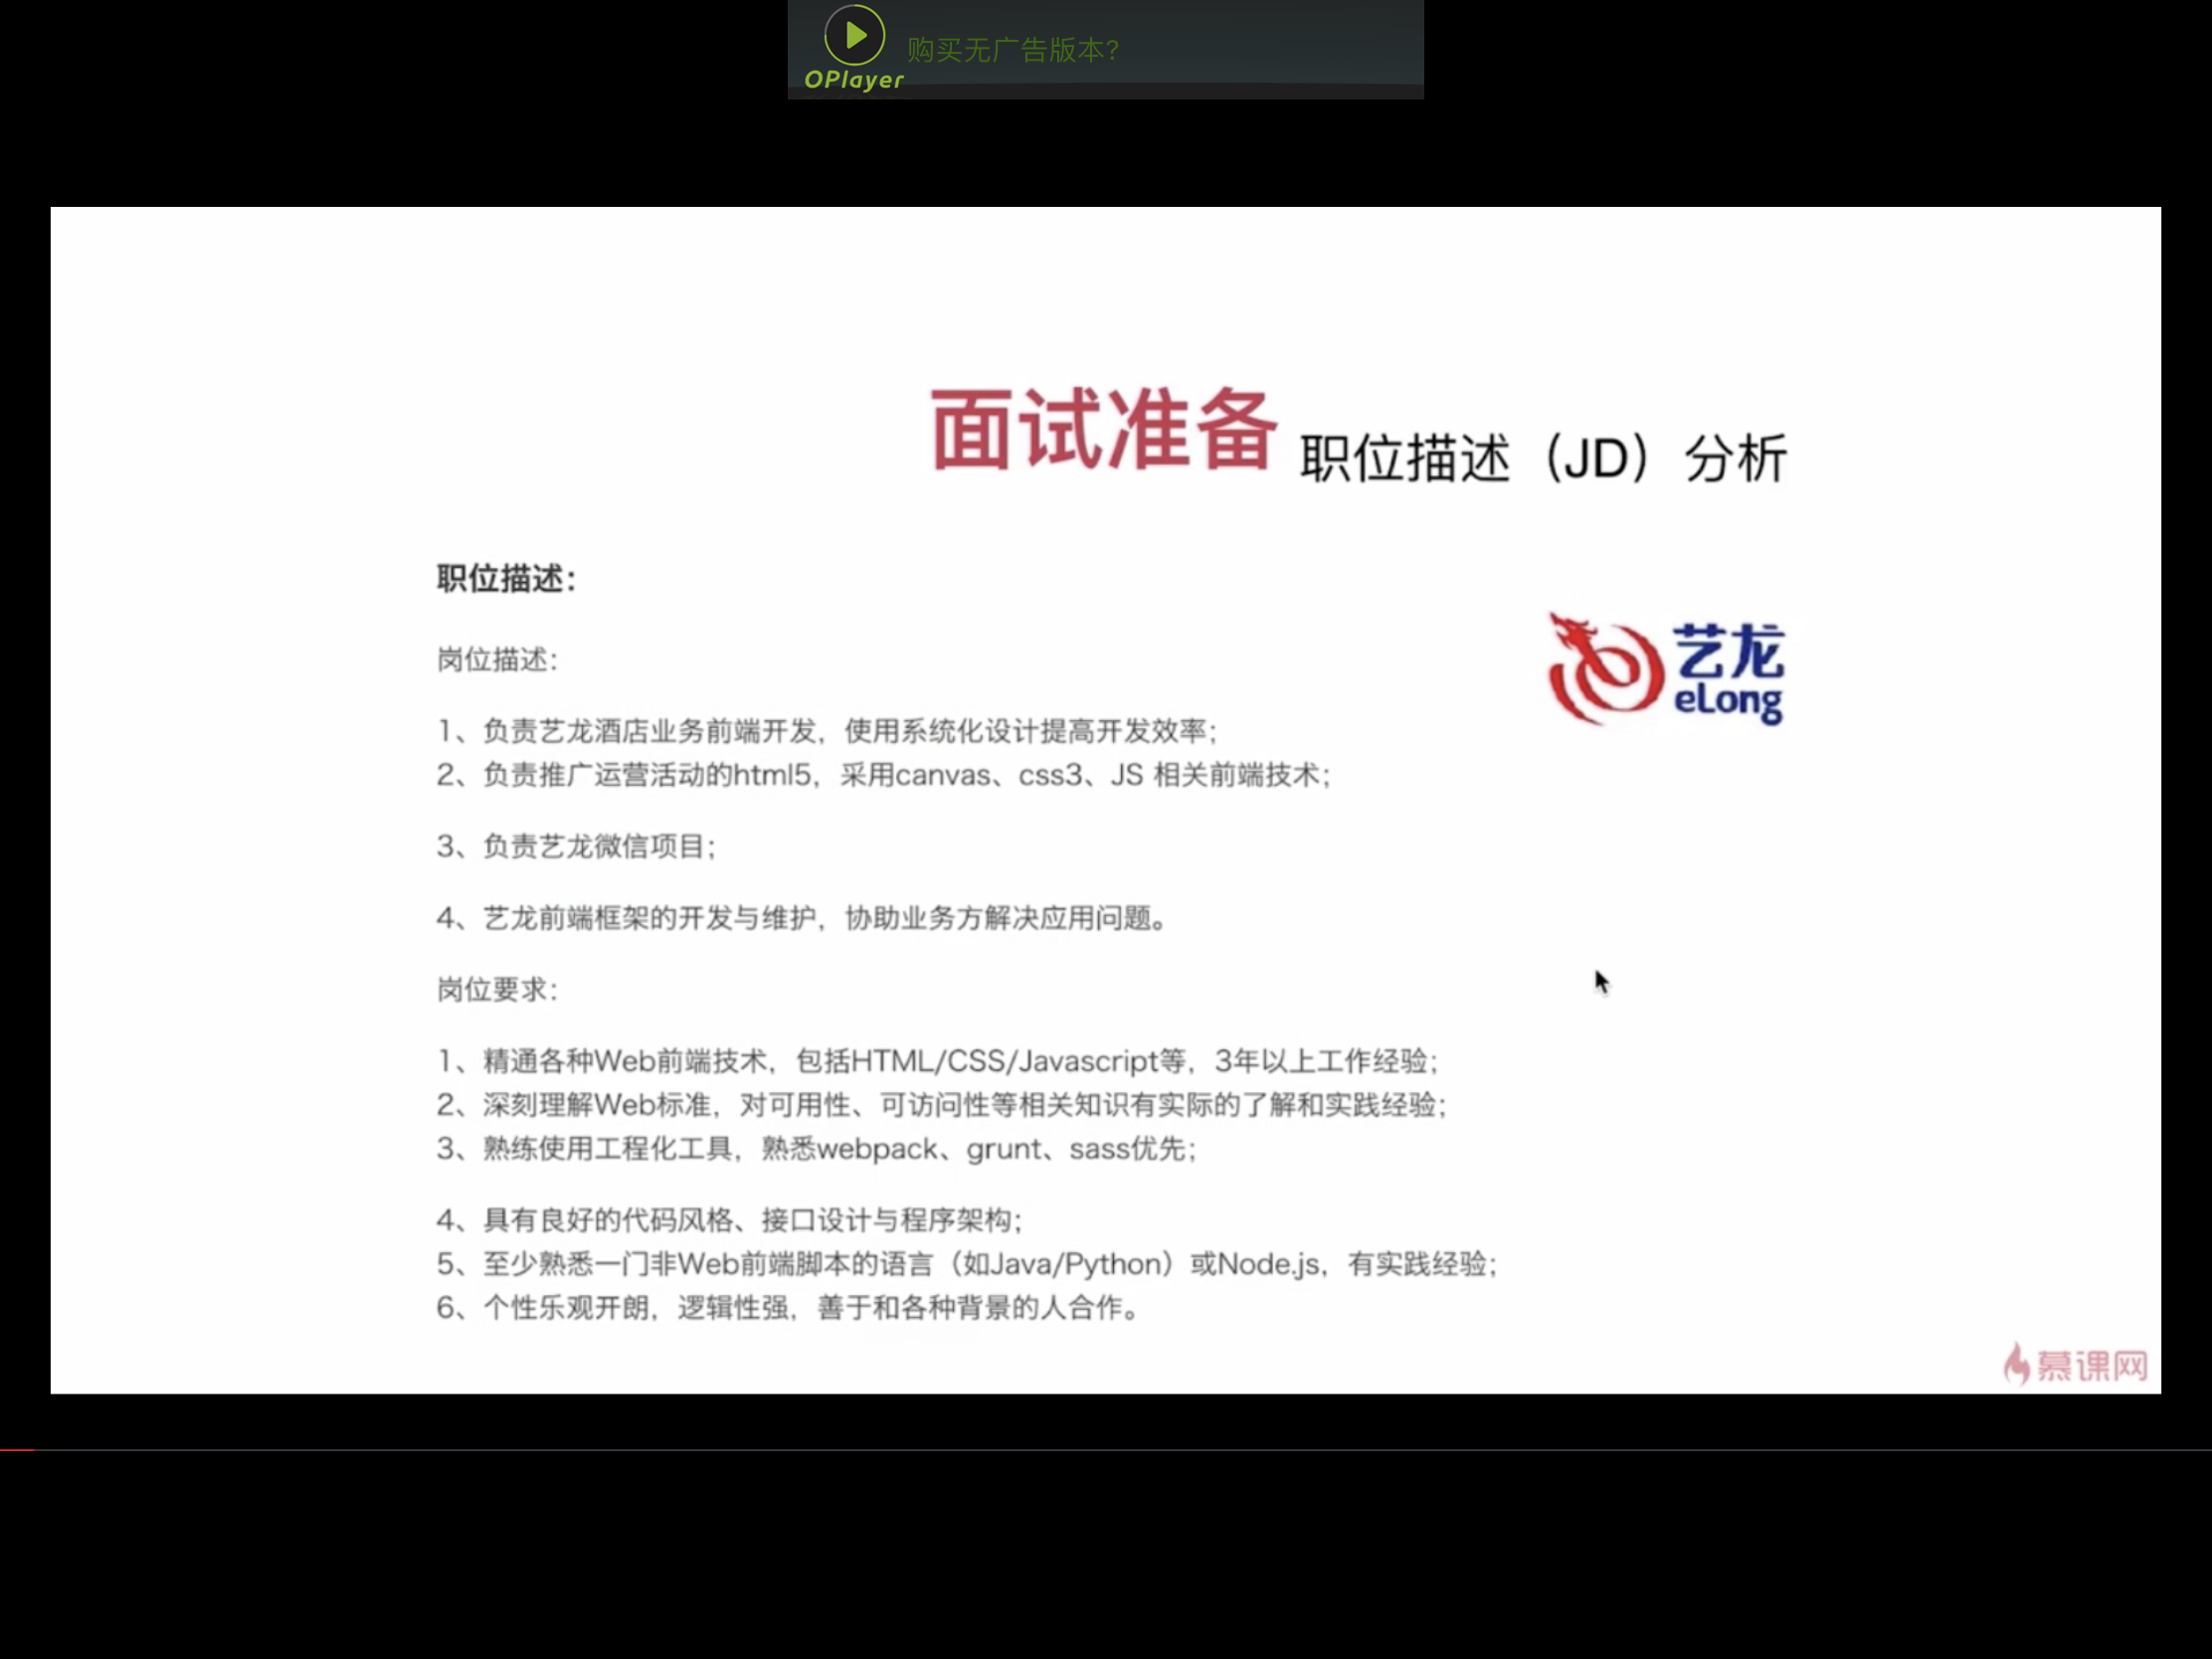 OPlayer
购买无广告版本?
面试准备 职位描述（JD）分析
职位描述：
艺龙
eLong
岗位描述：
1、负责艺龙酒店业务前端开发，使用系统化设计提高开发效率；
2、负责推广运营活动的html5，采用canvas、css3、JS 相关前端技术；
3、负责艺龙微信项目；
4、艺龙前端框架的开发与维护，协助业务方解决应用问题。
岗位要求：
1、精通各种Web前端技术，包括HTML/CSS/Javascript等，3年以上工作经验；
2、深刻理解Web标准，对可用性、可访问性等相关知识有实际的了解和实践经验；
3、熟练使用工程化工具，熟悉webpack、grunt、sass优先；
4、具有良好的代码风格、接口设计与程序架构；
5、至少熟悉一门非Web前端脚本的语言（如Java/Python）或Node.js，有实践经验；
6、个性乐观开朗，逻辑性强，善于和各种背景的人合作。
慕课网